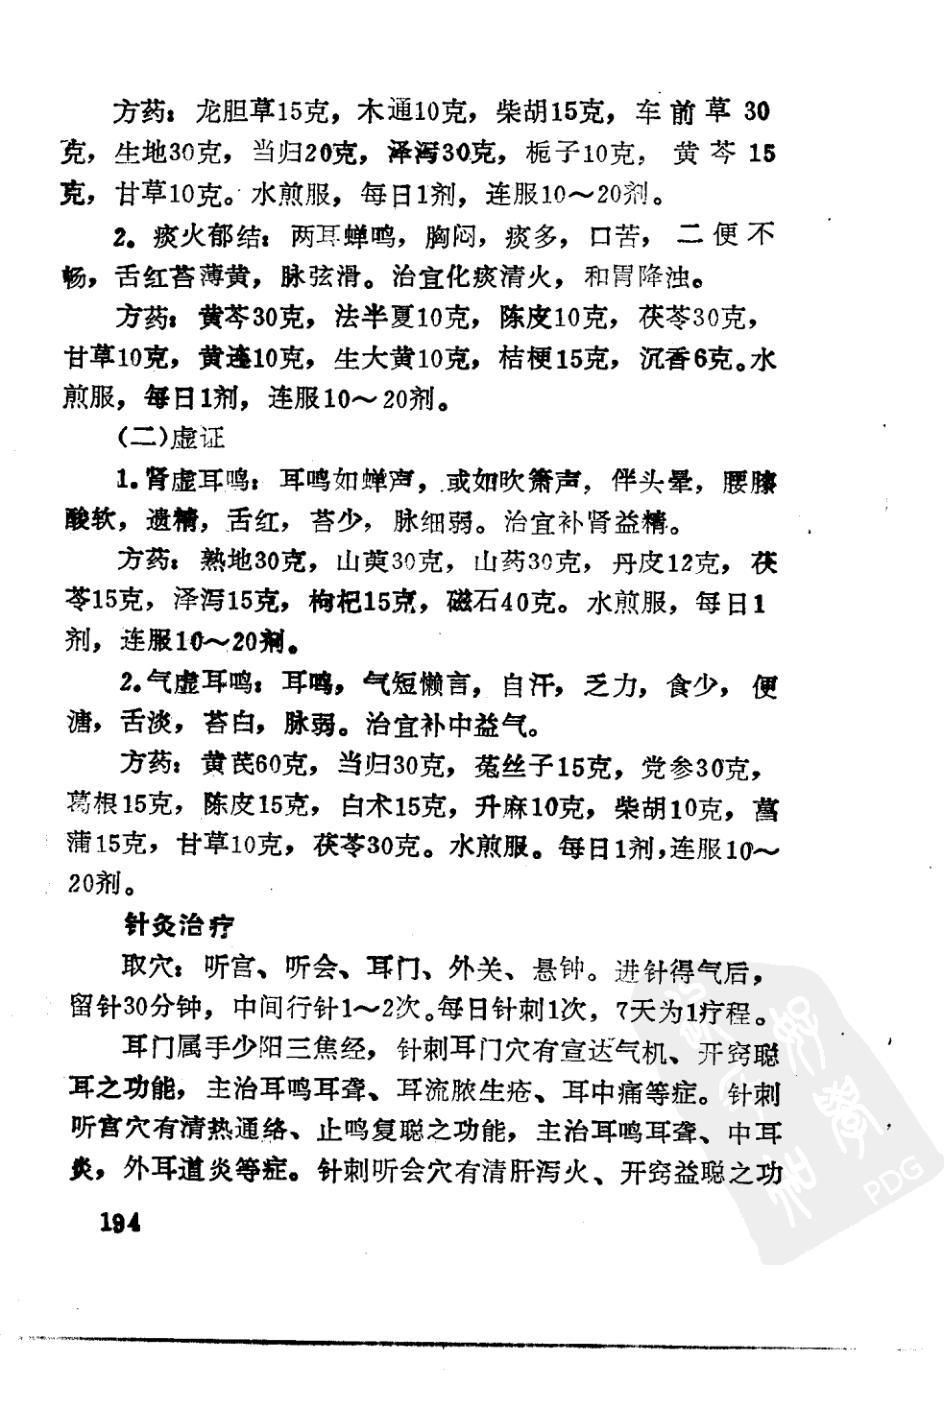 方药：龙胆草15克，木通10克，柴胡15克，车前草30
克，生地30克，当归20克，泽泻30克，栀子10克，黄芩15
克，甘草10克。水煎服，每日1剂，连服10～20剂。
2。痰火郁结：两耳蝉鸣，胸闷，痰多，口苦，二便不
畅，舌红苔薄黄，脉弦滑。治宜化痰清火，和胃降浊。
方药：黄芩30克，法半夏10克，陈皮10克，茯苓30克，
甘草10克，黄连10克，生大黄10克，桔梗15克，沉香6克。水
煎服，每日1剂，连服10～20剂。
（二）虚证
1.肾虚耳鸣：耳鸣如蝉声，或如吹箫声，伴头晕，腰膝
酸软，遗精，舌红，苔少，脉细弱。治宜补肾益精。
方药：熟地30克，山萸30克，山药30克，丹皮12克，茯
苓15克，泽泻15克，枸杞15克，磁石40克。水煎服，每日1
剂，连服10～20剂。
2。气虚耳鸣：耳鸣，气短懒言，自汗，乏力，食少，便
溏，舌淡，苔白，脉弱。治宜补中益气。
方药：黄芪60克，当归30克，菟丝子15克，党参30克，
葛根15克，陈皮15克，白术15克，升麻10克，柴胡10克，菖
蒲15克，甘草10克，茯苓30克。水煎服。每日1剂，连服10～
20剂。
针灸治疗
取穴：听宫、听会、耳门、外关、悬钟。进针得气后，
留针30分钟，中间行针1～2次。每日针刺1次，7天为1疗程。
耳门属手少阳三焦经，针刺耳门穴有宣达气机、开窍聪
耳之功能，主治耳鸣耳聋、耳流脓生疮、耳中痛等症。针刺
听宫穴有清热通络、止鸣复聪之功能，主治耳鸣耳聋、中耳
炎，外耳道炎等症。针刺听会穴有清肝泻火、开窍益聪之功
194
PDG